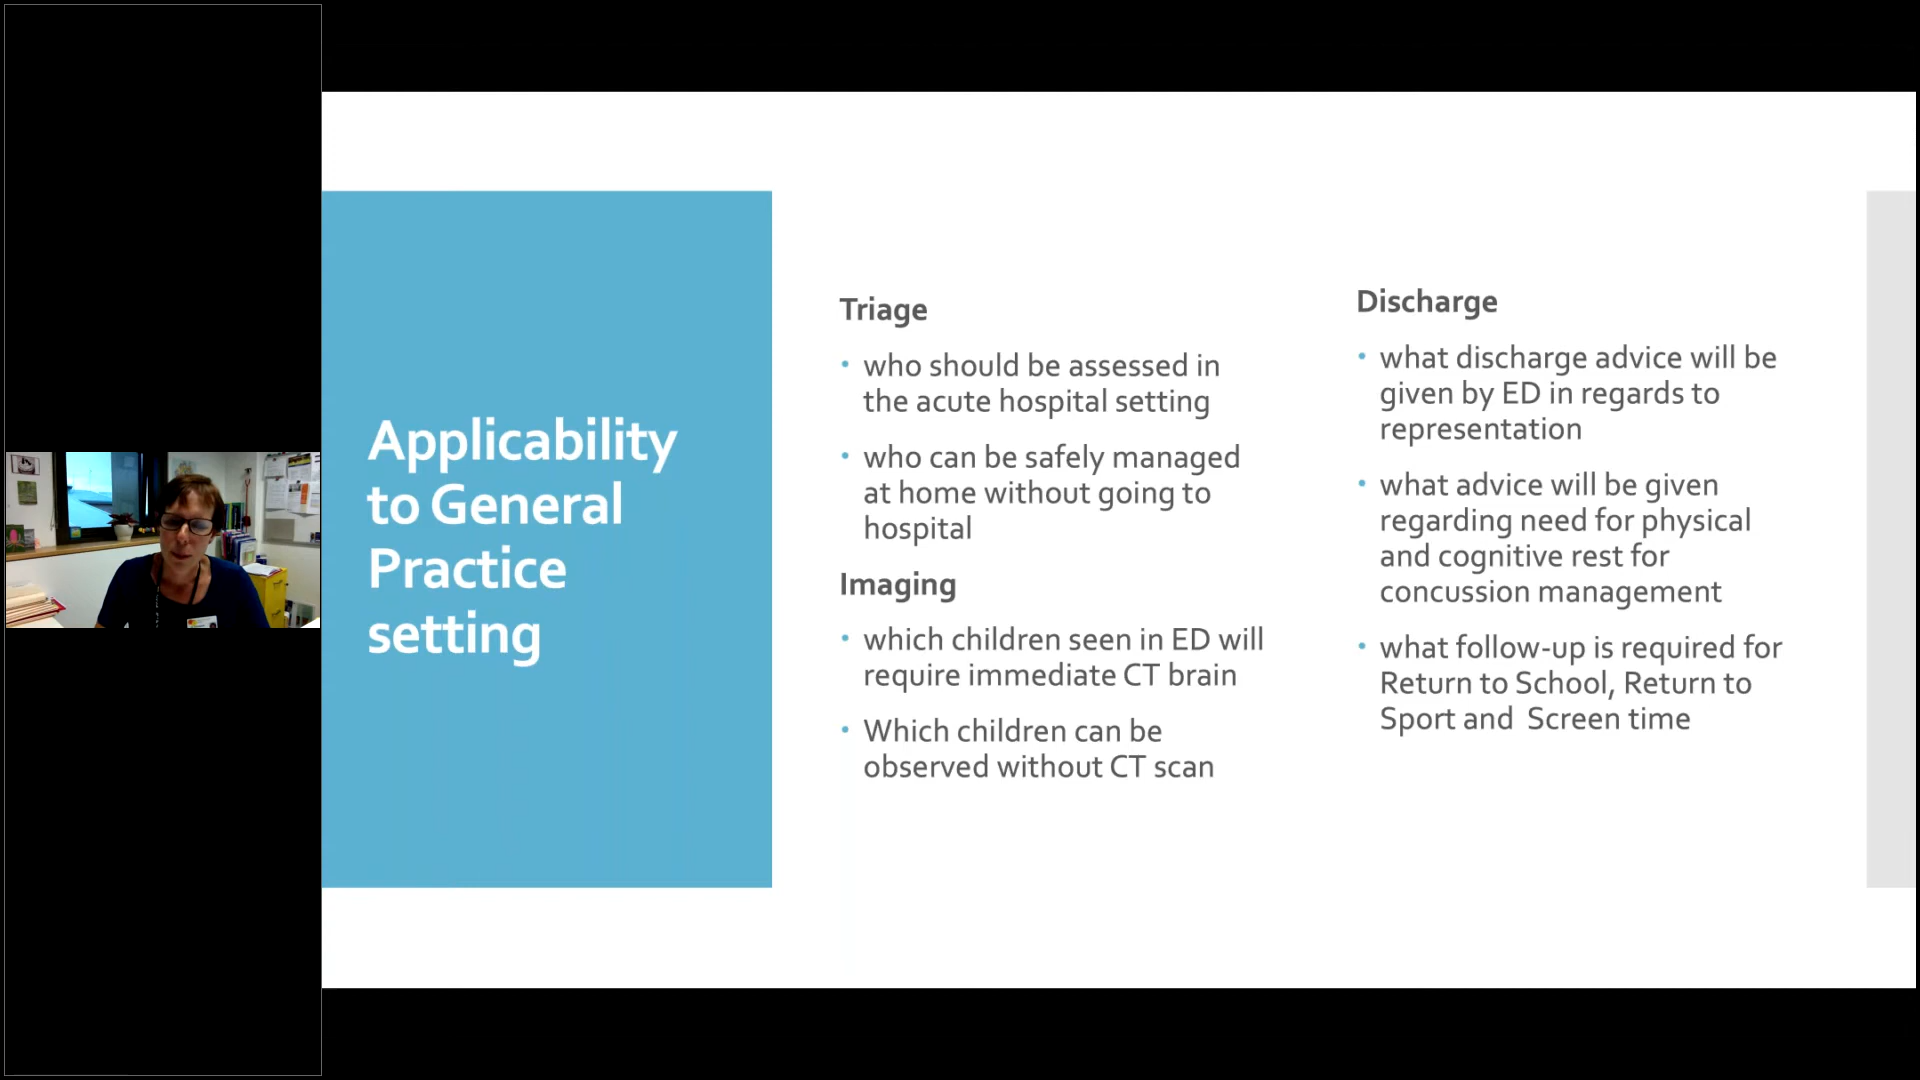 Applicability
to General
Practice
setting
Triage
• who should be assessed in
the acute hospital setting
• who can be safely managed
at home without going to
hospital
Imaging
• which children seen in ED will
require immediate CT brain
• Which children can be
observed without CT scan
Discharge
• what discharge advice will be
given by ED in regards to
representation
• what advice will be given
regarding need for physical
and cognitive rest for
concussion management
• what follow-up is required for
Return to School, Return to
Sport and  Screen time